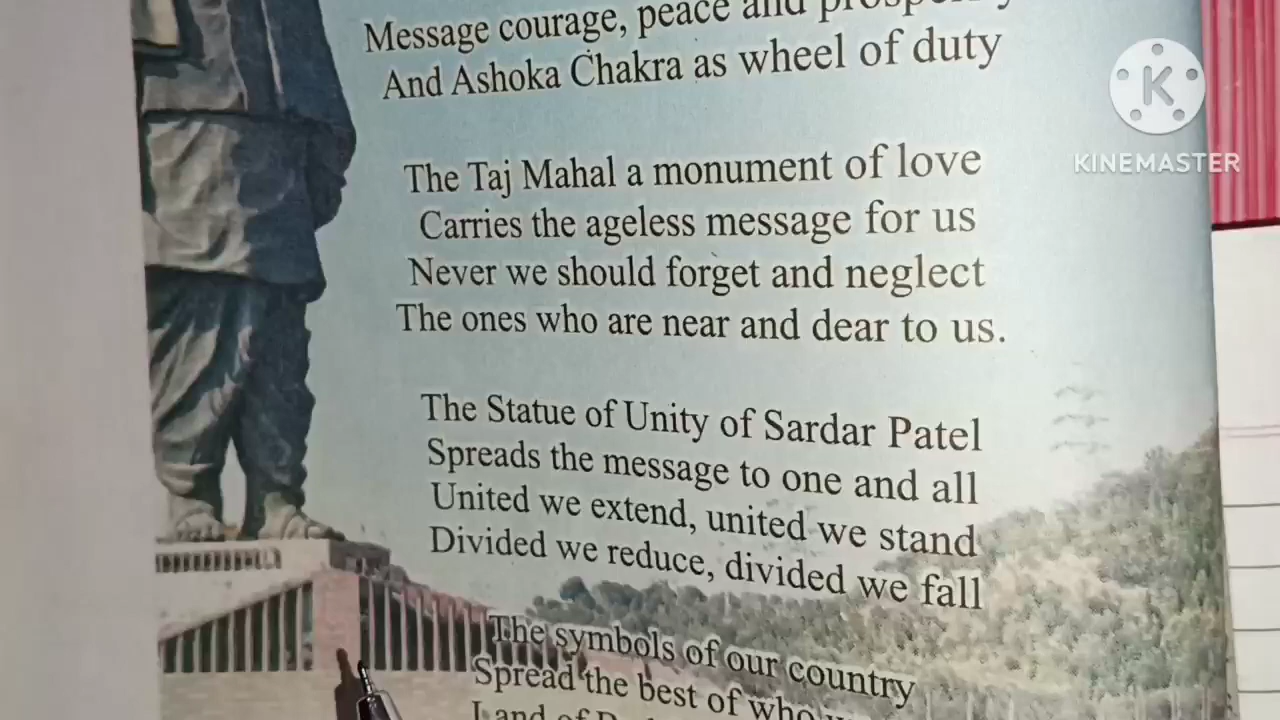 Message courage, peace and prosperity
And Ashoka Chakra as wheel of duty
The Taj Mahal a monument of love
Carries the ageless message for us
Never we should forget and neglect
The ones who are near and dear to us.
The Statue of Unity of Sardar Patel
Spreads the message to one and all
United we extend, united we stand
Divided we reduce, divided we fall
The symbols of our country
Spread the best of
Land of
K
KINEMASTER